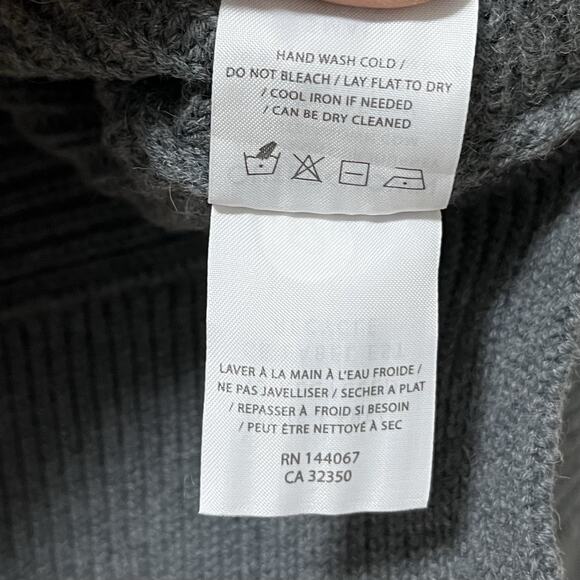 HAND WASH COLD /
DO NOT BLEACH / LAY FLAT TO DRY
/ COOL IRON IF NEEDED
/ CAN BE DRY CLEANED
LAVER À LA MAIN À L'EAU FROIDE /
NE PAS JAVELLISER / SECHER A PLAT
/ REPASSER À FROID SI BESOIN
/ PEUT ÊTRE NETTOYÉ À SEC
RN 144067
CA 32350